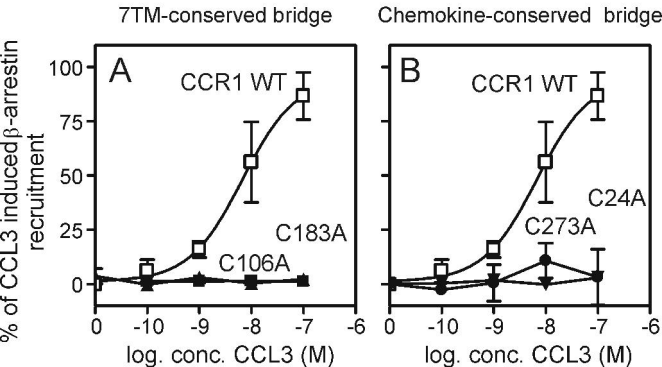 7TM-conserved bridge
Chemokine-conserved bridge
% of CCL3 induced β-arrestin
recruitment
100
75
50
25
0
A
CCR1 WT
C183A
C106A
0 -10 -9 -8 -7 -6
log. conc. CCL3 (M)
B
CCR1 WT
C24A
C273A
0 -10 -9 -8 -7 -6
log. conc. CCL3 (M)